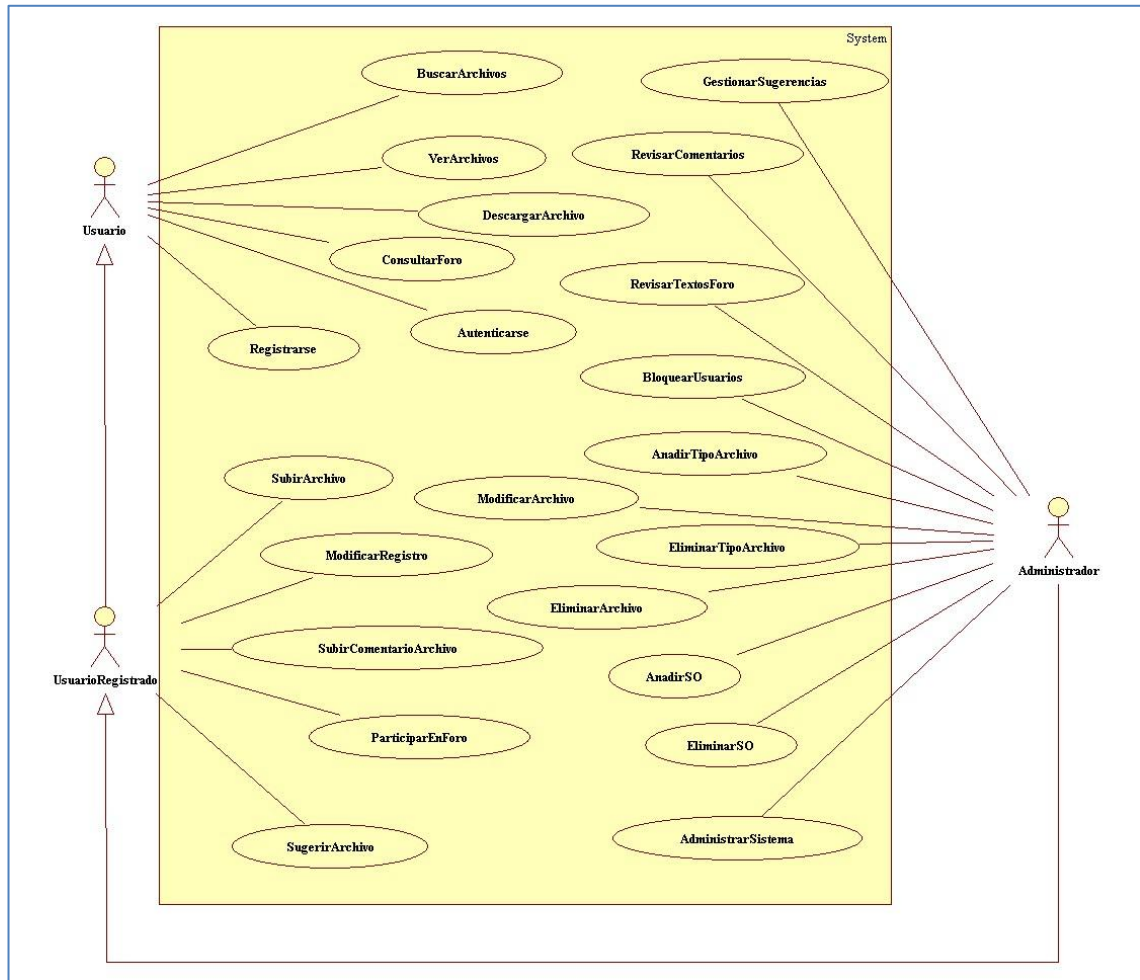 System
BuscarArchivos
GestionarSugerencias
VerArchivos
RevisarComentarios
DescargarArchivo
Usuario
ConsultarForo
RevisarTextosForo
Autenticarse
Registrarse
BloquearUsuarios
AnadirTipoArchivo
SubirArchivo
ModificarArchivo
EliminarTipoArchivo
ModificarRegistro
Administrador
EliminarArchivo
SubirComentarioArchivo
UsuarioRegistrado
AnadirSO
ParticiparEnForo
EliminarSO
AdministrarSistema
SugerirArchivo